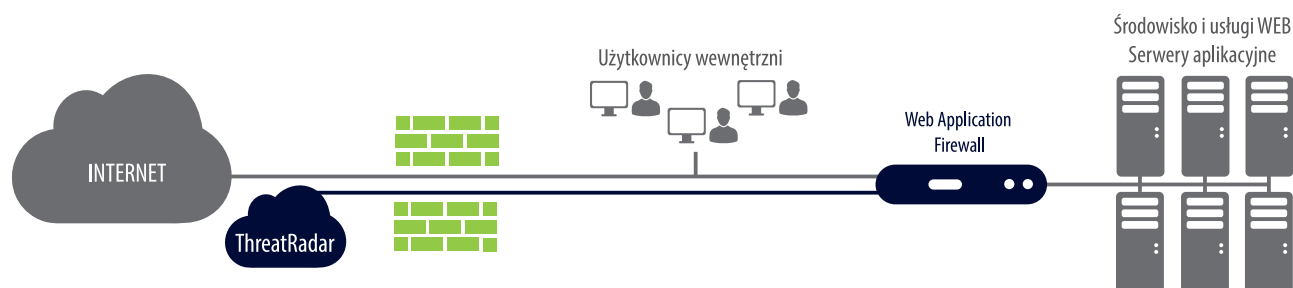 Środowisko i usługi WEB
Serwery aplikacyjne
Użytkownicy wewnętrzni
Web Application
Firewall
INTERNET
ThreatRadar